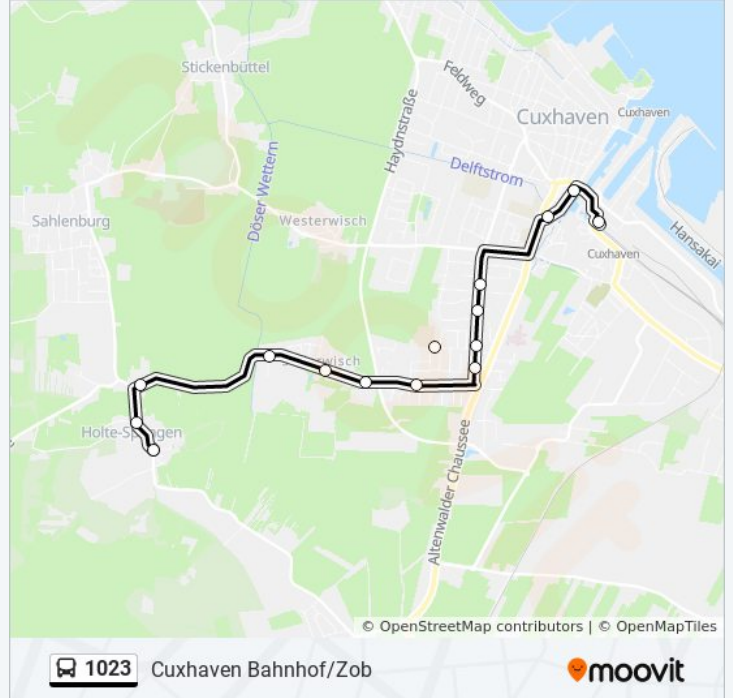 Stickenbüttel
Feldweg
Cuxhaven
Cuxhaven
Haydnstraße
Delftstrom
Döser Wettern
Sahlenburg
Westerwisch
Hansakai
Cuxhaven
Holte-Spangen
Altenwalder Chaussee
© OpenStreetMap contributors | © OpenMapTiles
1023 Cuxhaven Bahnhof/Zob
moovit